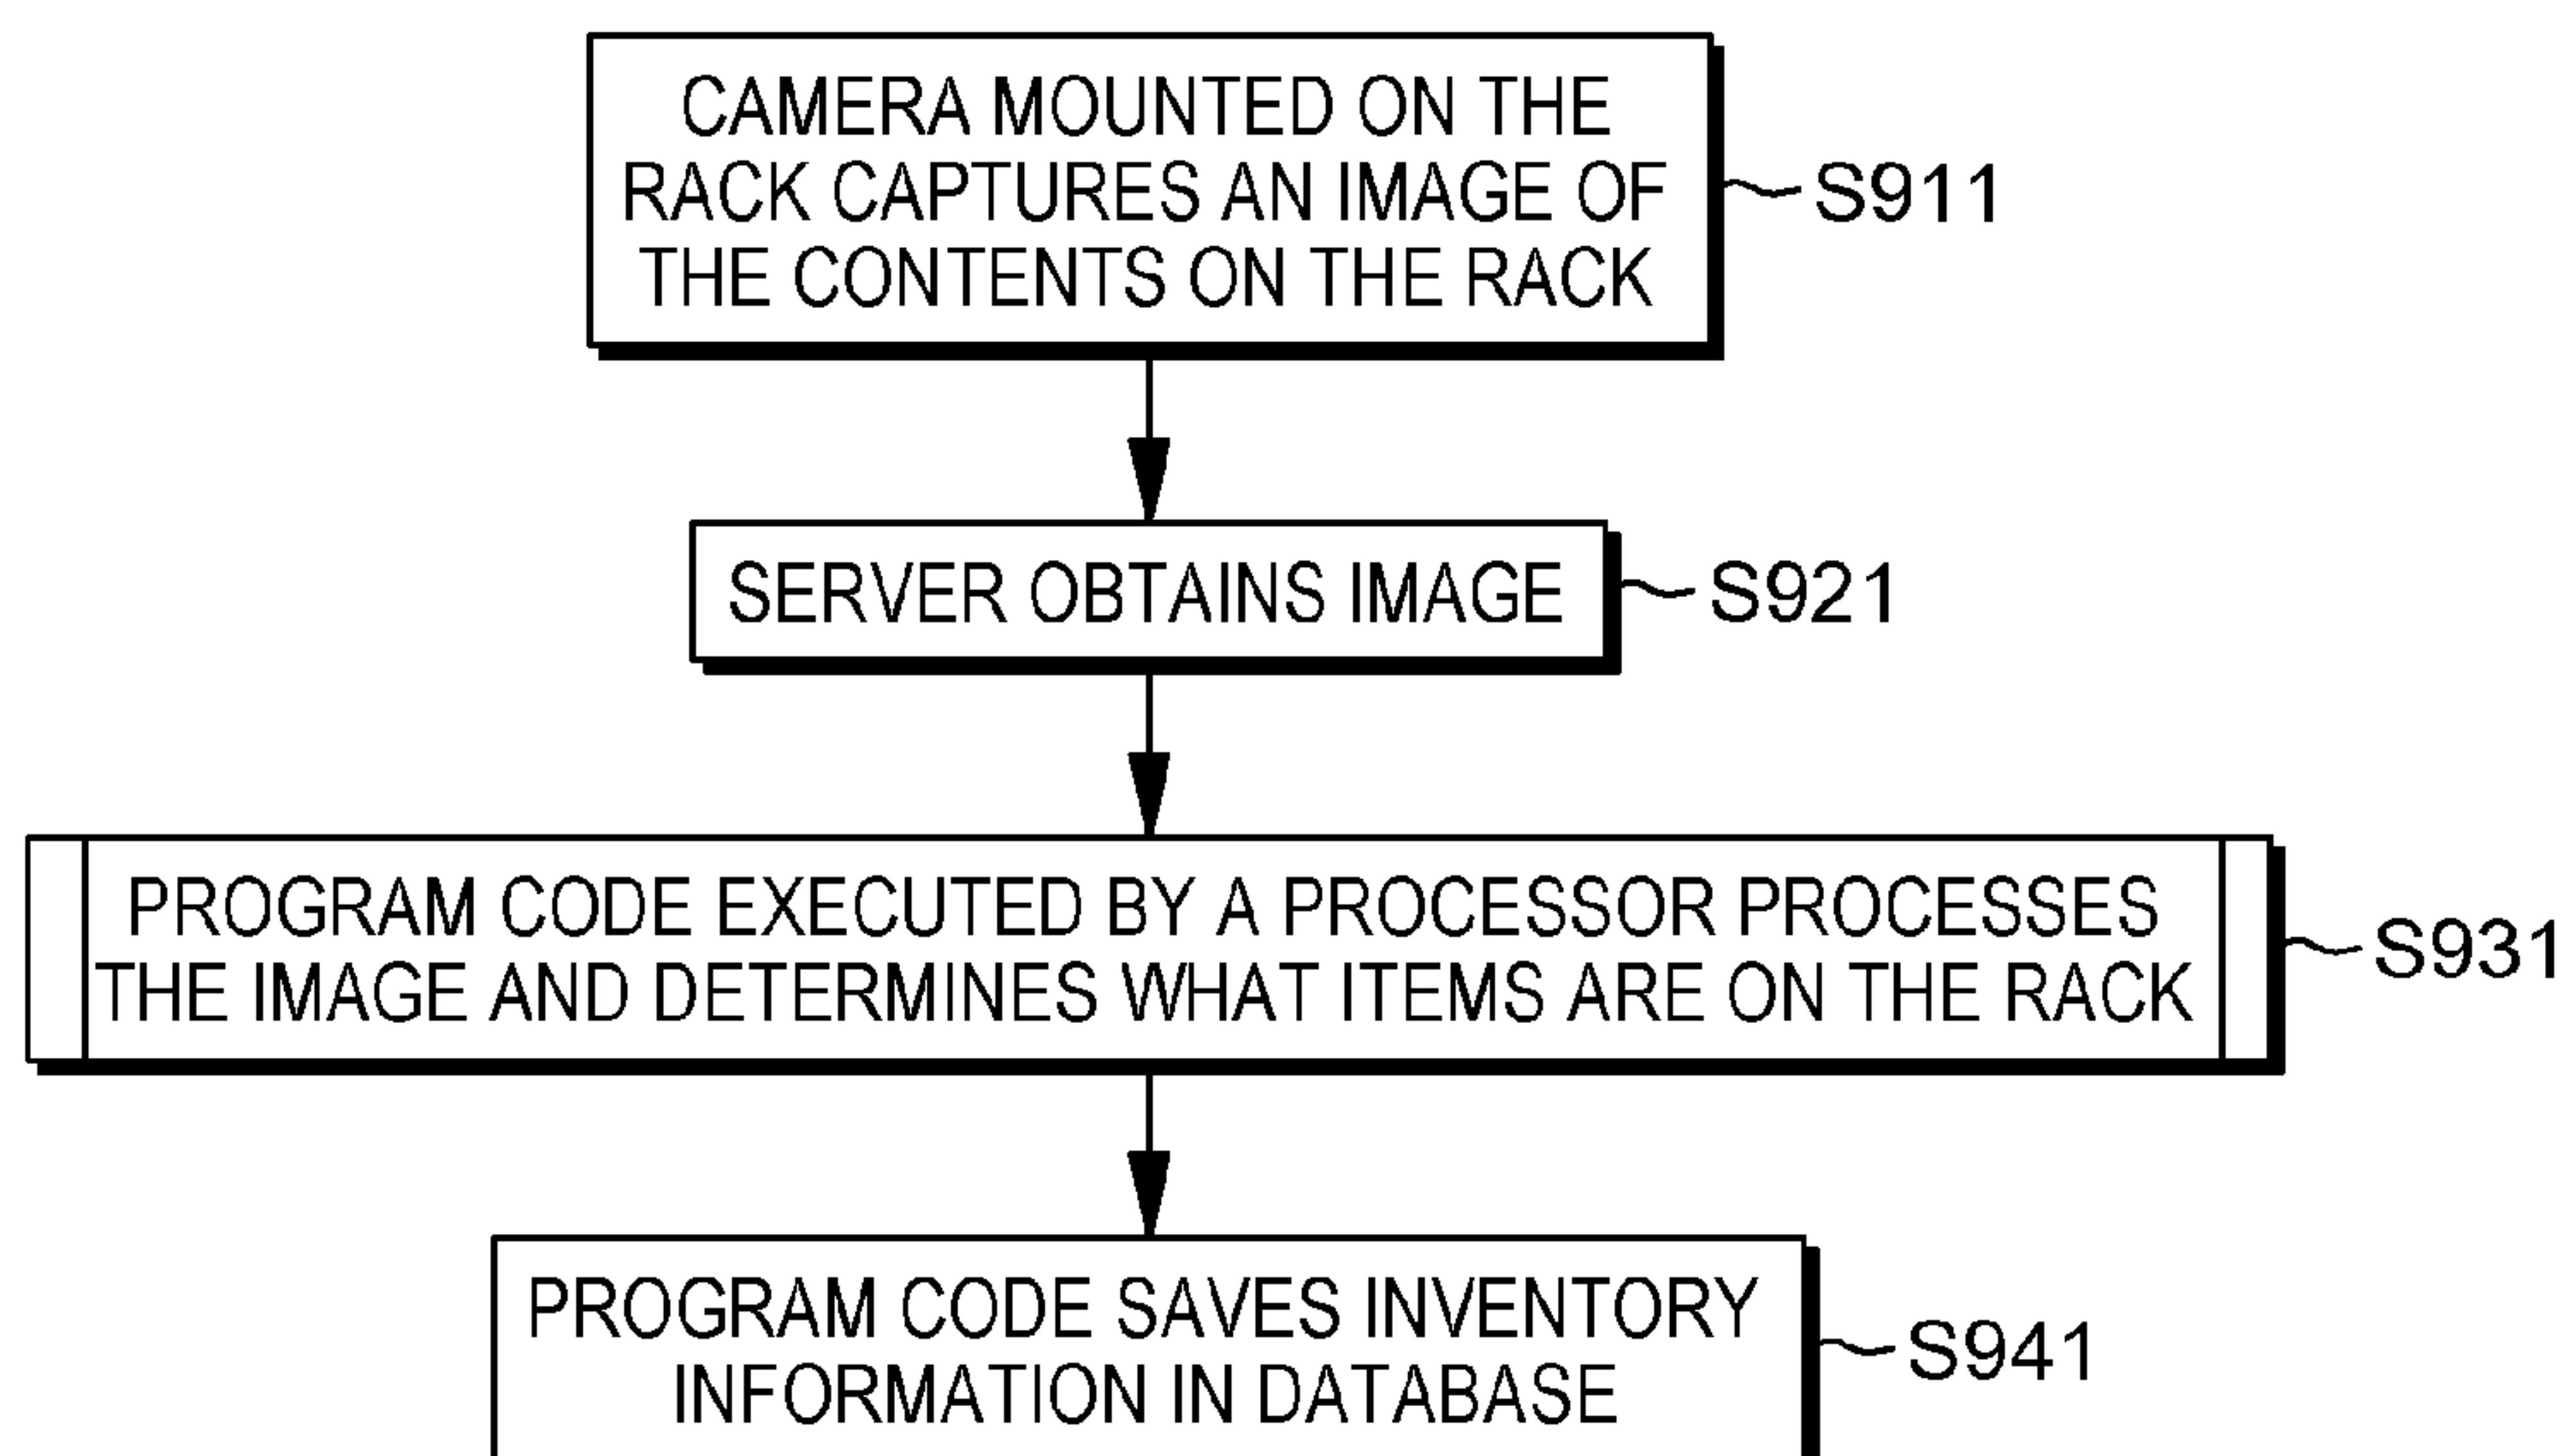 CAMERA MOUNTED ON THE
RACK CAPTURES AN IMAGE OF
THE CONTENTS ON THE RACK
S911
SERVER OBTAINS IMAGE
S921
PROGRAM CODE EXECUTED BY A PROCESSOR PROCESSES
THE IMAGE AND DETERMINES WHAT ITEMS ARE ON THE RACK
S931
PROGRAM CODE SAVES INVENTORY
INFORMATION IN DATABASE
S941